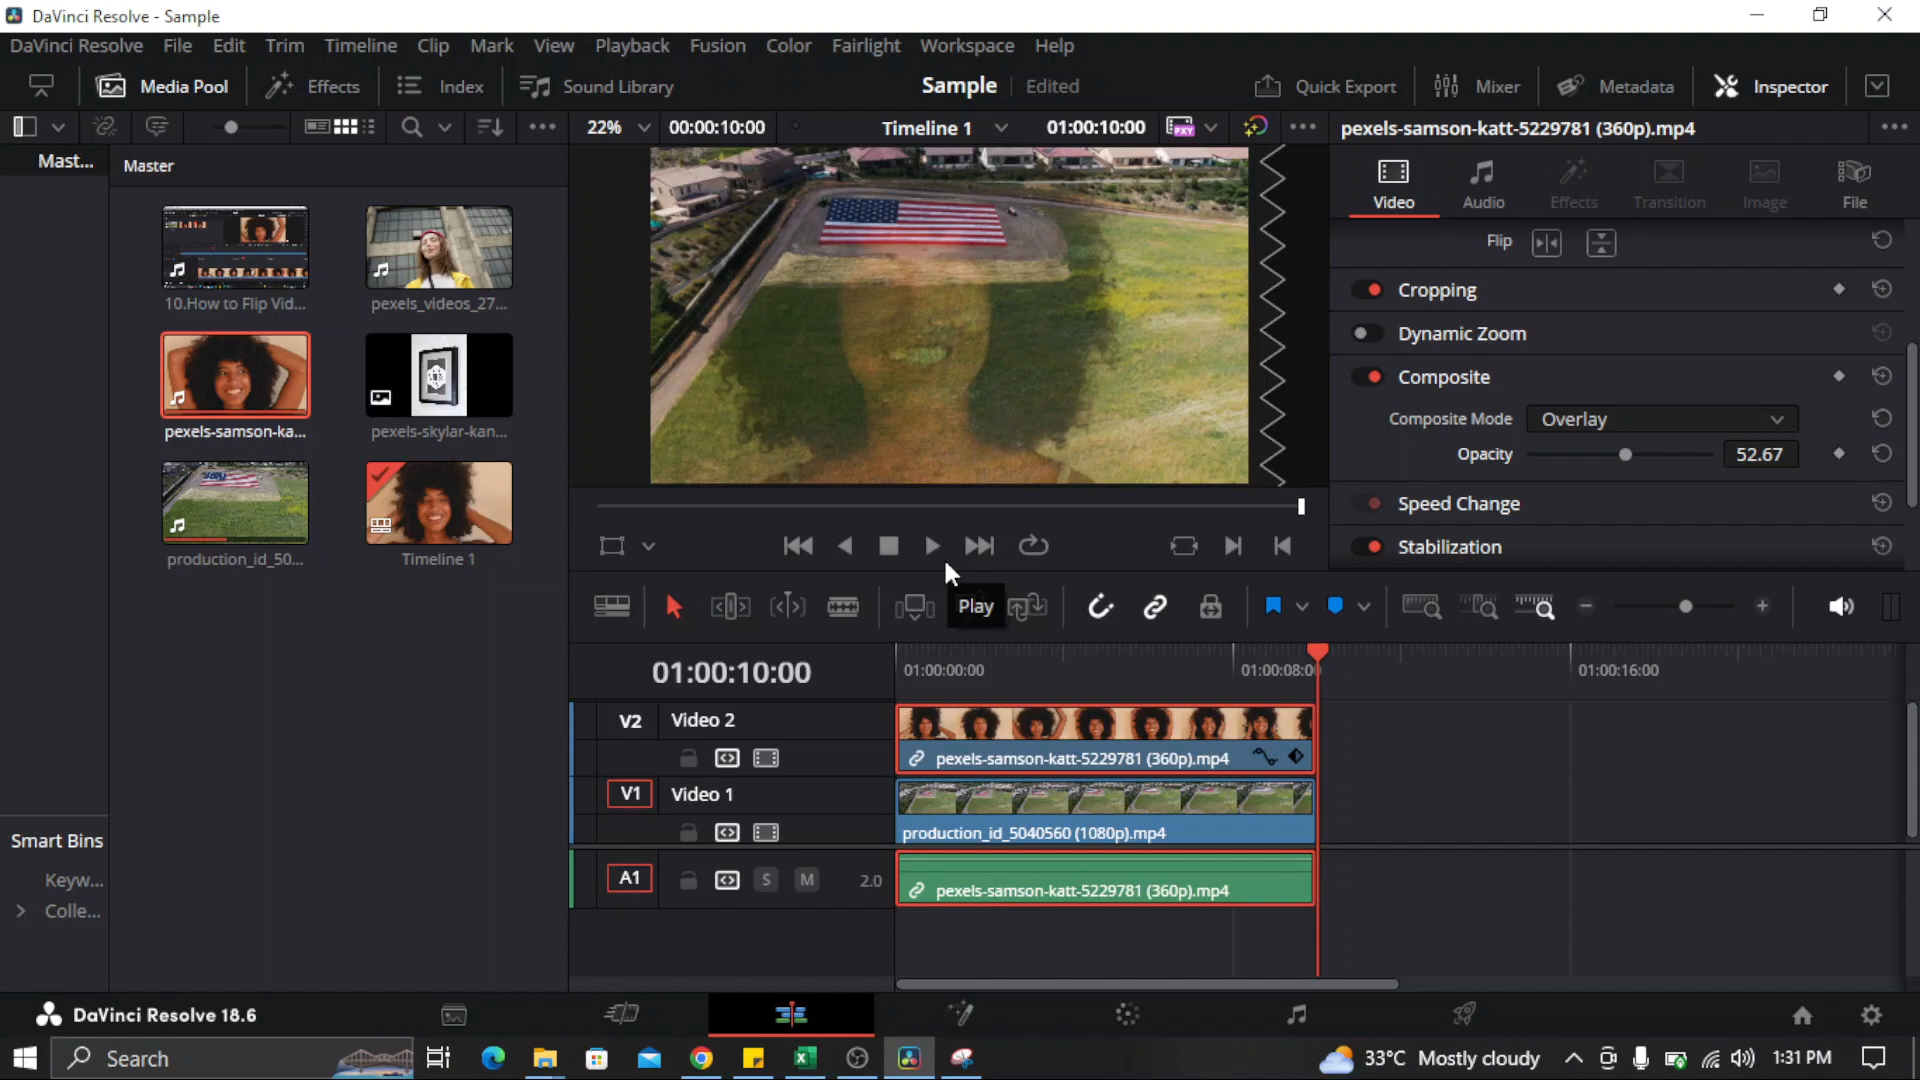 DaVinci Resolve - Sample
DaVinci Resolve File Edit Trim Timeline Clip Mark View Playback Fusion Color Fairlight Workspace Help
Media Pool Effects Index Sound Library Sample Edited Quick Export Mixer Metadata Inspector
22% 00:00:10:00 Timeline 1 01:00:10:00 PXY pexels-samson-katt-5229781 (360p).mp4
Mast... Master
Video Audio Effects Transition Image File
Flip
10.How to Flip Vid... pexels_videos_27...
Cropping
Dynamic Zoom
Composite
Composite Mode Overlay
pexels-samson-ka... pexels-skylar-kan...
Opacity 52.67
Speed Change
Stabilization
production_id_50... Timeline 1
Play
01:00:10:00 01:00:00:00 01:00:08:00 01:00:16:00
V2 Video 2
pexels-samson-katt-5229781 (360p).mp4
V1 Video 1
production_id_5040560 (1080p).mp4
Smart Bins
Keyw...
Colle...
A1 S M 2.0 pexels-samson-katt-5229781 (360p).mp4
DaVinci Resolve 18.6
Search 33°C Mostly cloudy 1:31 PM